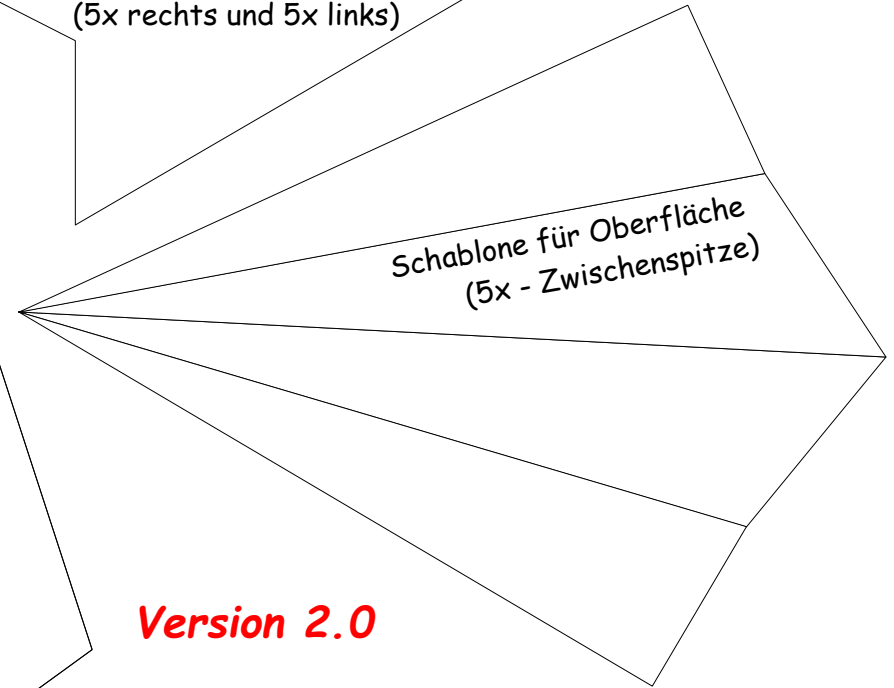 (5x rechts und 5x links)
Schablone für Oberfläche
(5x - Zwischenspitze)
Version 2.0